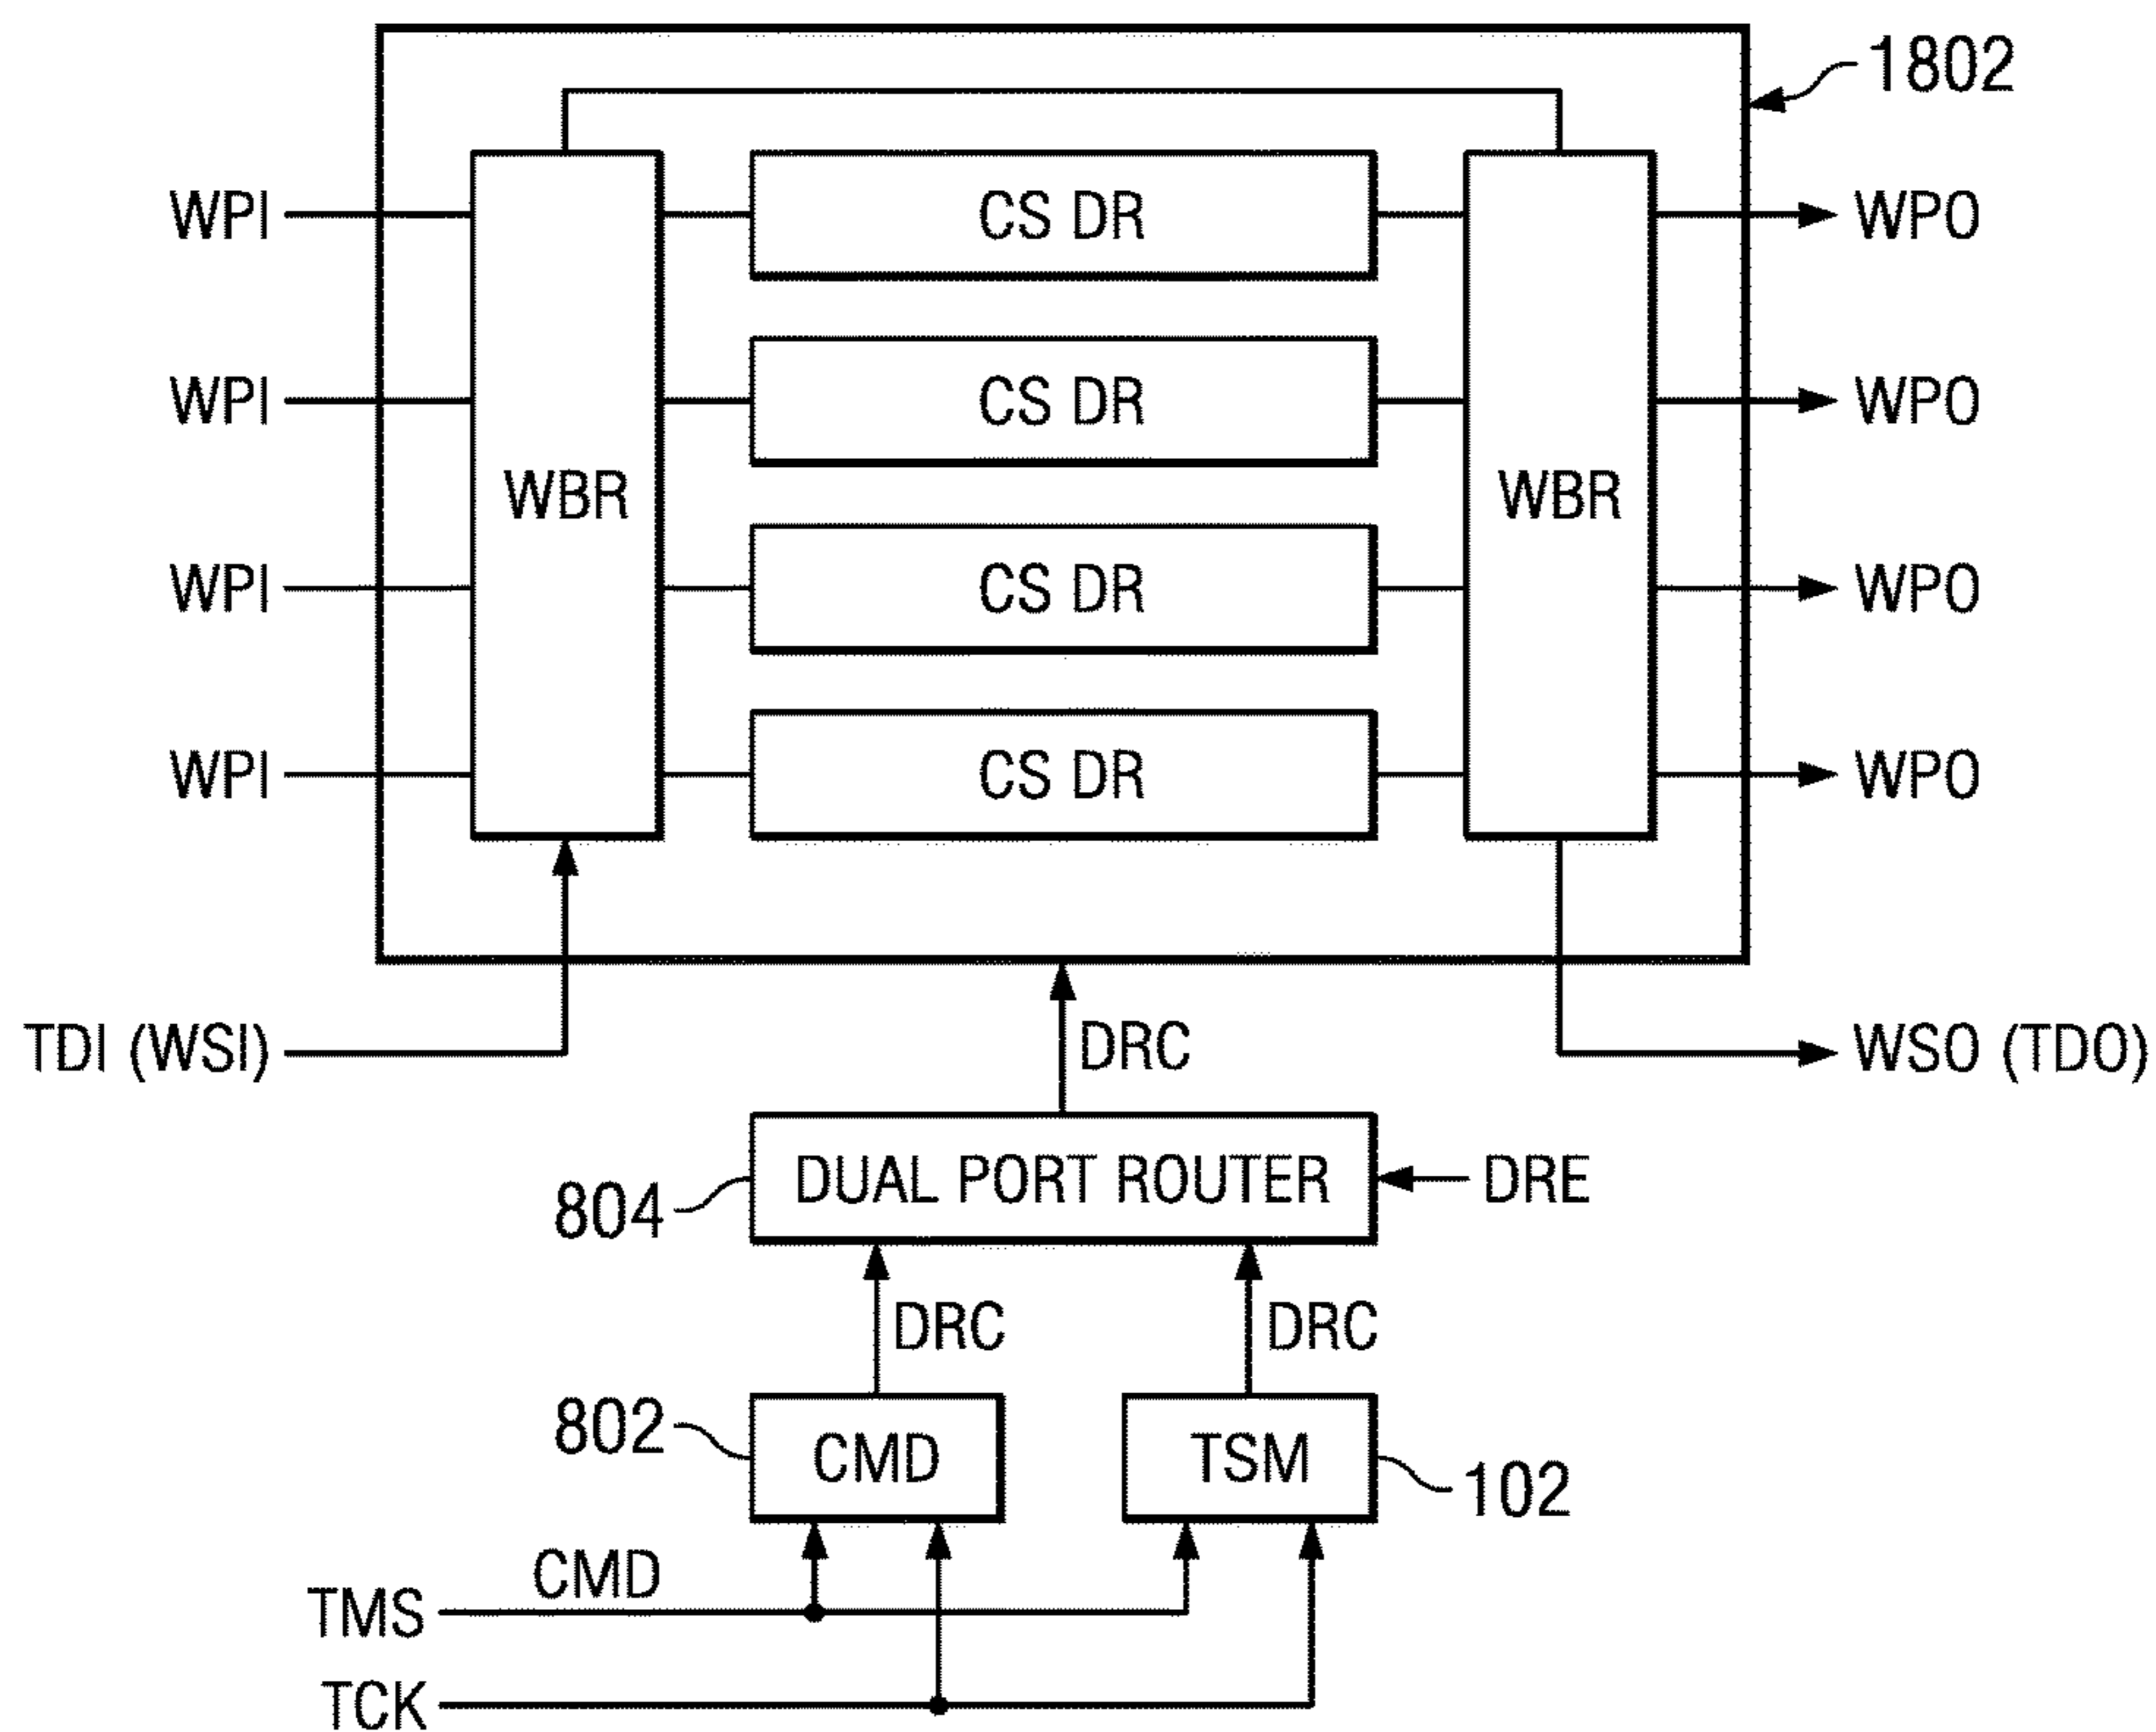 1802
WPI CS DR WPO
WPI CS DR WPO
WBR WBR
WPI CS DR WPO
WPI CS DR WPO
TDI (WSI) DRC WSO (TDO)
804 DUAL PORT ROUTER DRE
DRC DRC
802 CMD TSM 102
CMD
TMS
TCK